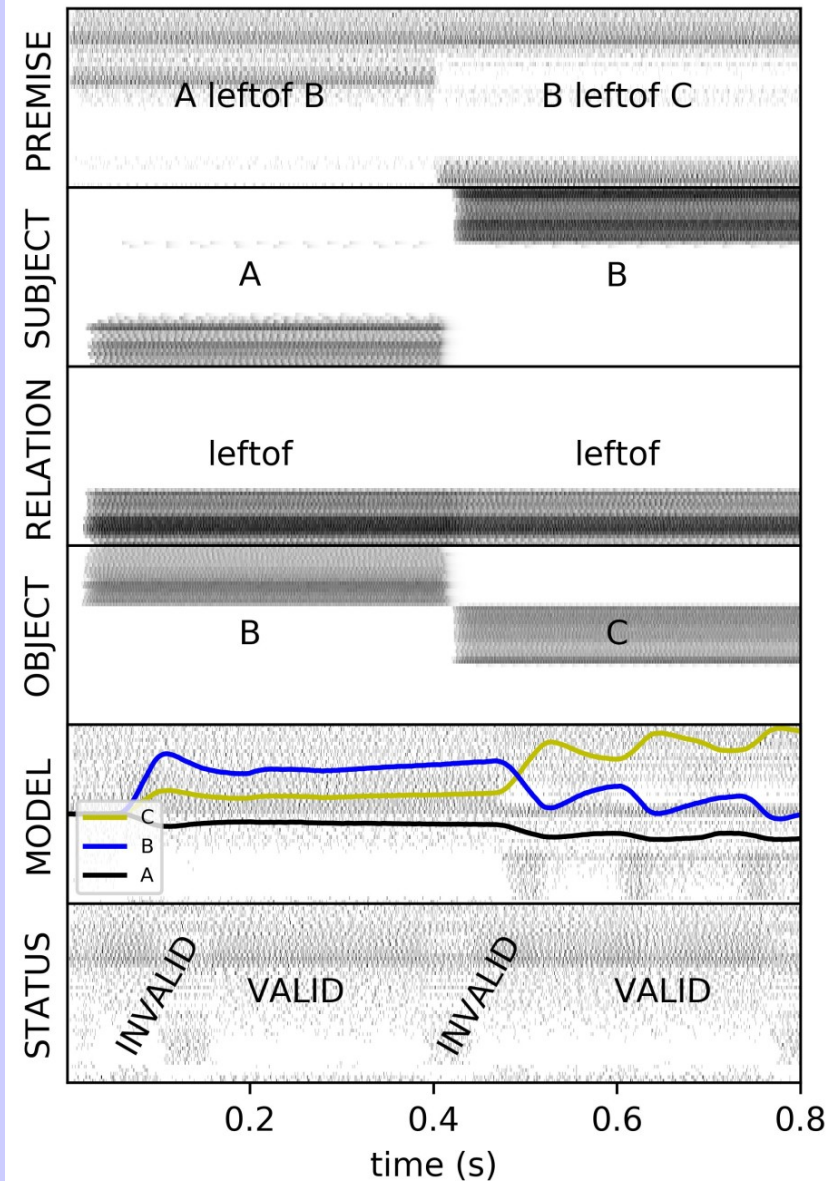 PREMISE
A leftof B
B leftof C
SUBJECT
A
B
RELATION
leftof
leftof
OBJECT
B
C
MODEL
C
B
A
STATUS
INVALID
VALID
INVALID
VALID
0.2
0.4
0.6
0.8
time (s)